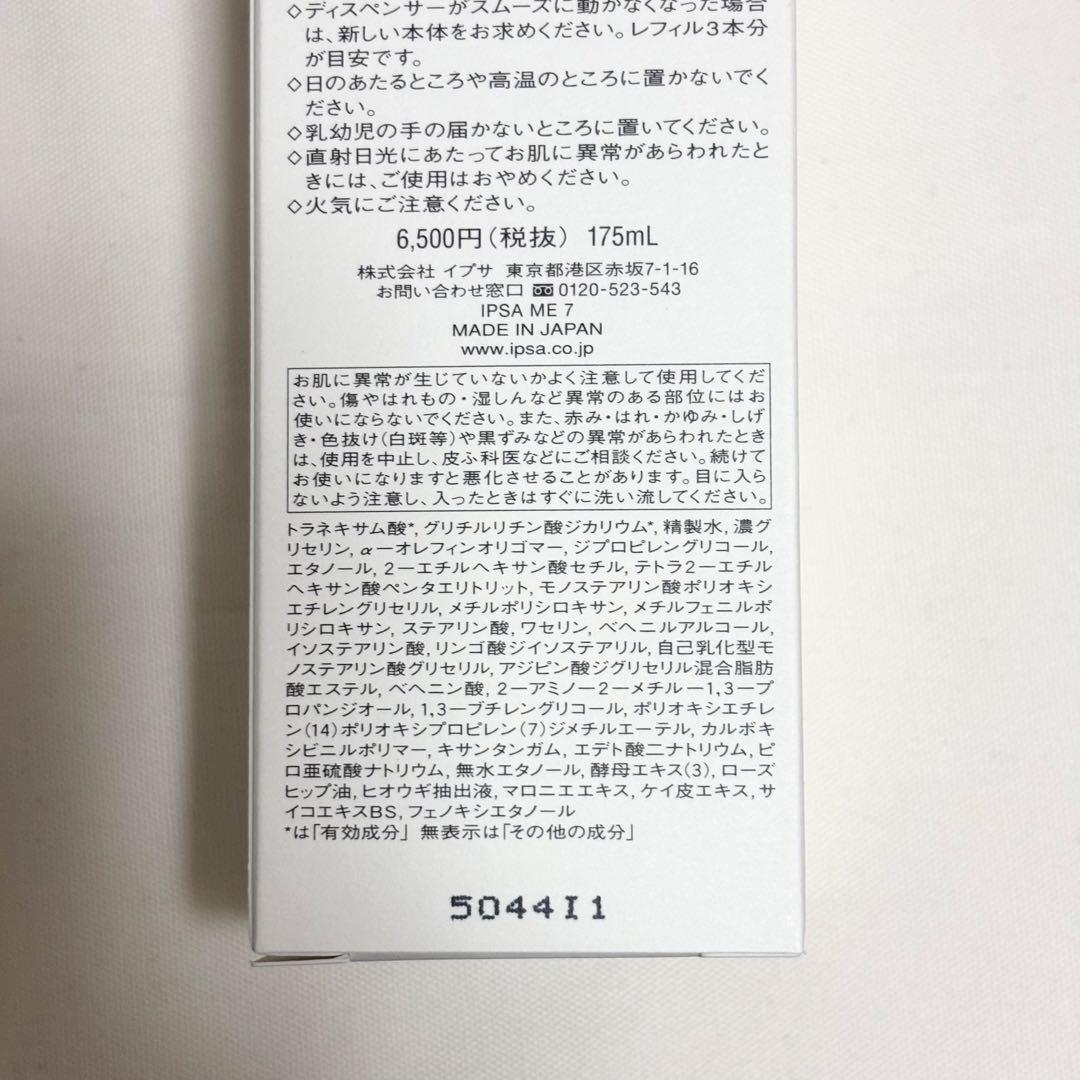 ◇ディスペンサーがスムーズに動かなくなった場合
は、新しい本体をお求めください。レフィル3本分
が目安です。
◇日のあたるところや高温のところに置かないでく
ださい。
◇乳幼児の手の届かないところに置いてください。
◇直射日光にあたってお肌に異常があらわれたと
きには、ご使用はおやめください。
◇火気にご注意ください。
6,500円(税抜) 175mL
株式会社 イプサ 東京都港区赤坂7-1-16
お問い合わせ窓口 0120-523-543
IPSA ME 7
MADE IN JAPAN
www.ipsa.co.jp
お肌に異常が生じていないかよく注意して使用してくだ
さい。傷やはれもの・湿しんなど異常のある部位にはお
使いにならないでください。また、赤み・はれ・かゆみ・しげ
き・色抜け(白斑等)や黒ずみなどの異常があらわれたとき
は、使用を中止し、皮ふ科医などにご相談ください。続けて
お使いになりますと悪化させることがあります。目に入ら
ないよう注意し、入ったときはすぐに洗い流してください。
トラネキサム酸*, グリチルリチン酸ジカリウム*, 精製水, 濃グ
リセリン, α−オレフィンオリゴマー, ジプロピレングリコール,
エタノール, 2−エチルヘキサン酸セチル, テトラ2−エチル
ヘキサン酸ペンタエリトリット, モノステアリン酸ポリオキシ
エチレングリセリル, メチルポリシロキサン, メチルフェニルポ
リシロキサン, ステアリン酸, ワセリン, ベヘニルアルコール,
イソステアリン酸, リンゴ酸ジイソステアリル, 自己乳化型モ
ノステアリン酸グリセリル, アジピン酸ジグリセリル混合脂肪
酸エステル, ベヘニン酸, 2−アミノ−2−メチル−1,3−プ
ロパンジオール, 1,3−ブチレングリコール, ポリオキシエチレ
ン(14)ポリオキシプロピレン(7)ジメチルエーテル, カルボキ
シビニルポリマー, キサンタンガム, エデト酸二ナトリウム, ピ
ロ亜硫酸ナトリウム, 無水エタノール, 酵母エキス(3), ローズ
ヒップ油, ヒオウギ抽出液, マロニエエキス, ケイ皮エキス, サ
イコエキスBS, フェノキシエタノール
*は「有効成分」 無表示は「その他の成分」
5044I1